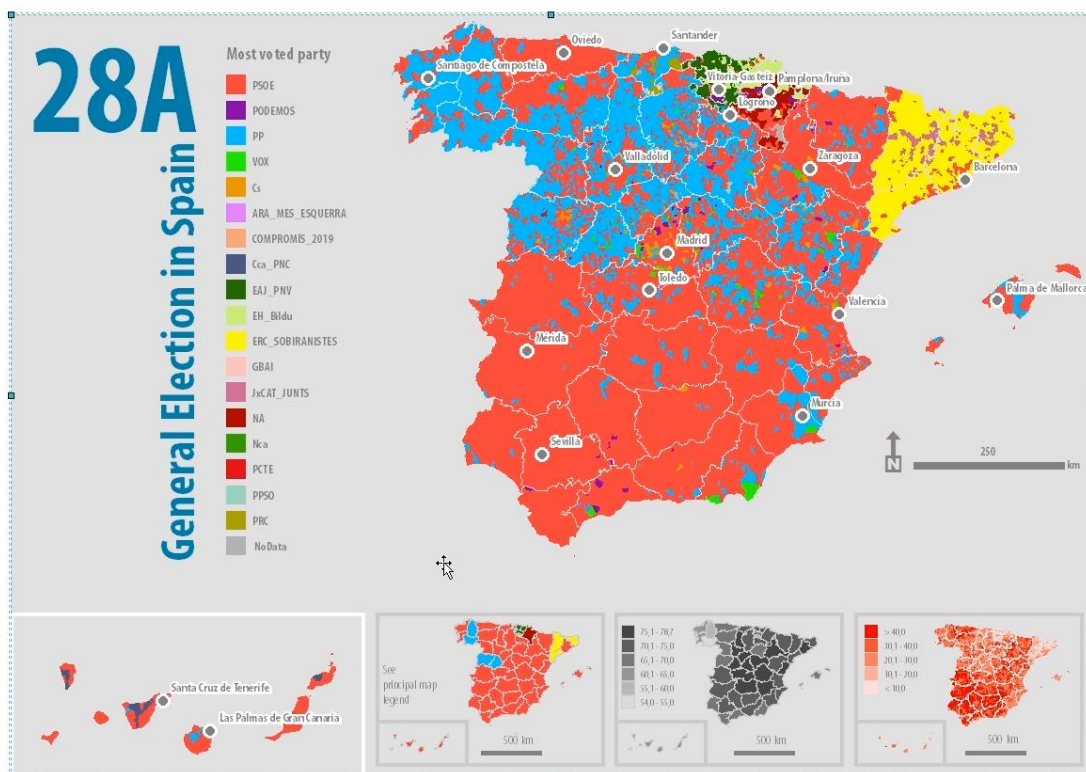 28A
General Election in Spain
Most voted party
PSOE
PODEMOS
PP
VOX
Cs
ARA_MES_ESQUERRA
COMPROMÍS_2019
Cca_PNC
EAJ_PNV
EH_Bildu
ERC_SOBIRANISTES
GBAI
JxCAT_JUNTS
NA
Nca
PCTE
PPSO
PRC
NoData
Oviedo
Santander
Santiago de Compostela
Vitoria-Gasteiz
Pamplona/Iruña
Logroño
Valladolid
Zaragoza
Barcelona
Madrid
Toledo
Palma de Mallorca
Valencia
Mérida
Murcia
Sevilla
N
250
km
Santa Cruz de Tenerife
Las Palmas de Gran Canaria
See
principal map
legend
500 km
75,1 - 78,7
70,1 - 75,0
65,1 - 70,0
60,1 - 65,0
55,1 - 60,0
54,0 - 55,0
500 km
> 40,0
30,1 - 40,0
20,1 - 30,0
10,1 - 20,0
< 10,0
500 km